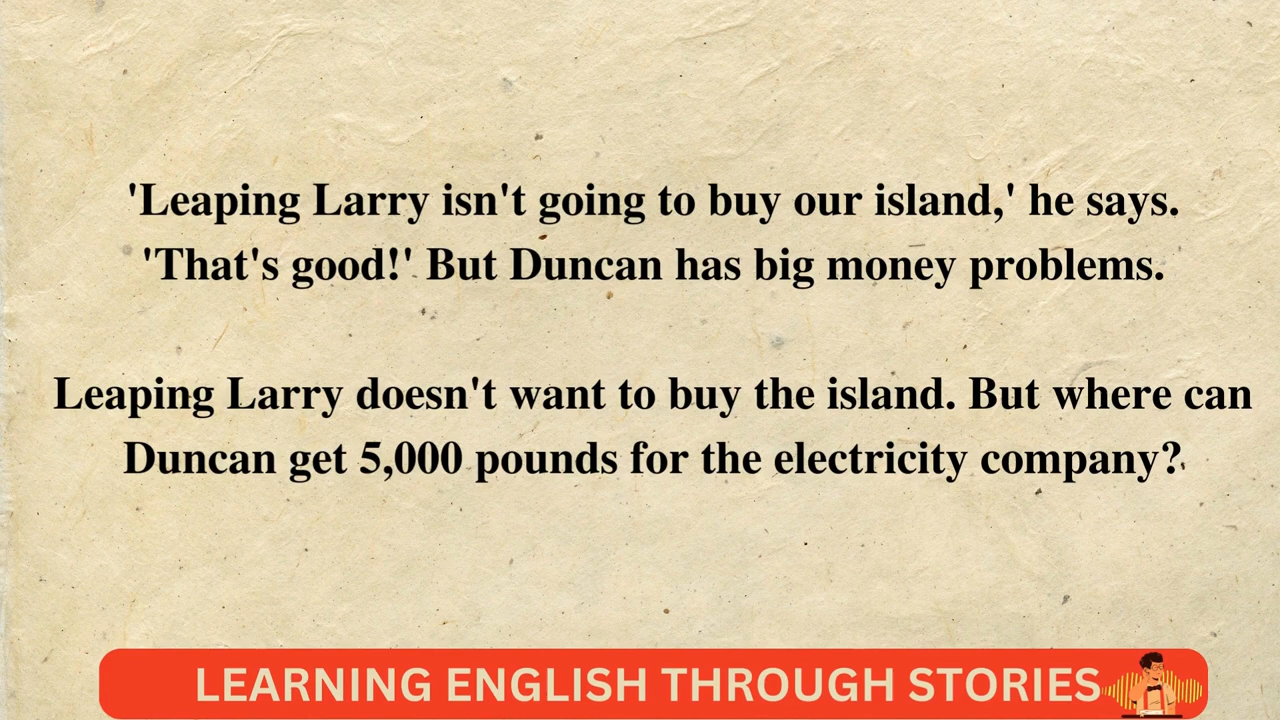 'Leaping Larry isn't going to buy our island,' he says.
'That's good!' But Duncan has big money problems.
Leaping Larry doesn't want to buy the island. But where can
Duncan get 5,000 pounds for the electricity company?
LEARNING ENGLISH THROUGH STORIES